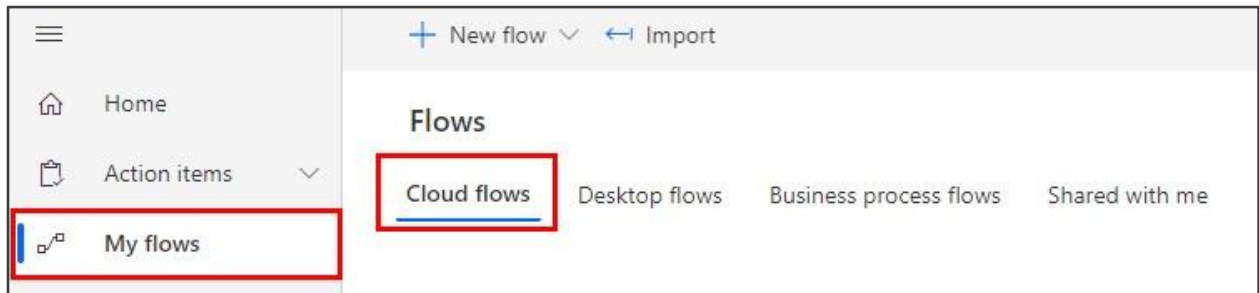 New flow Import
Home
Flows
Action items
Cloud flows Desktop flows Business process flows Shared with me
My flows